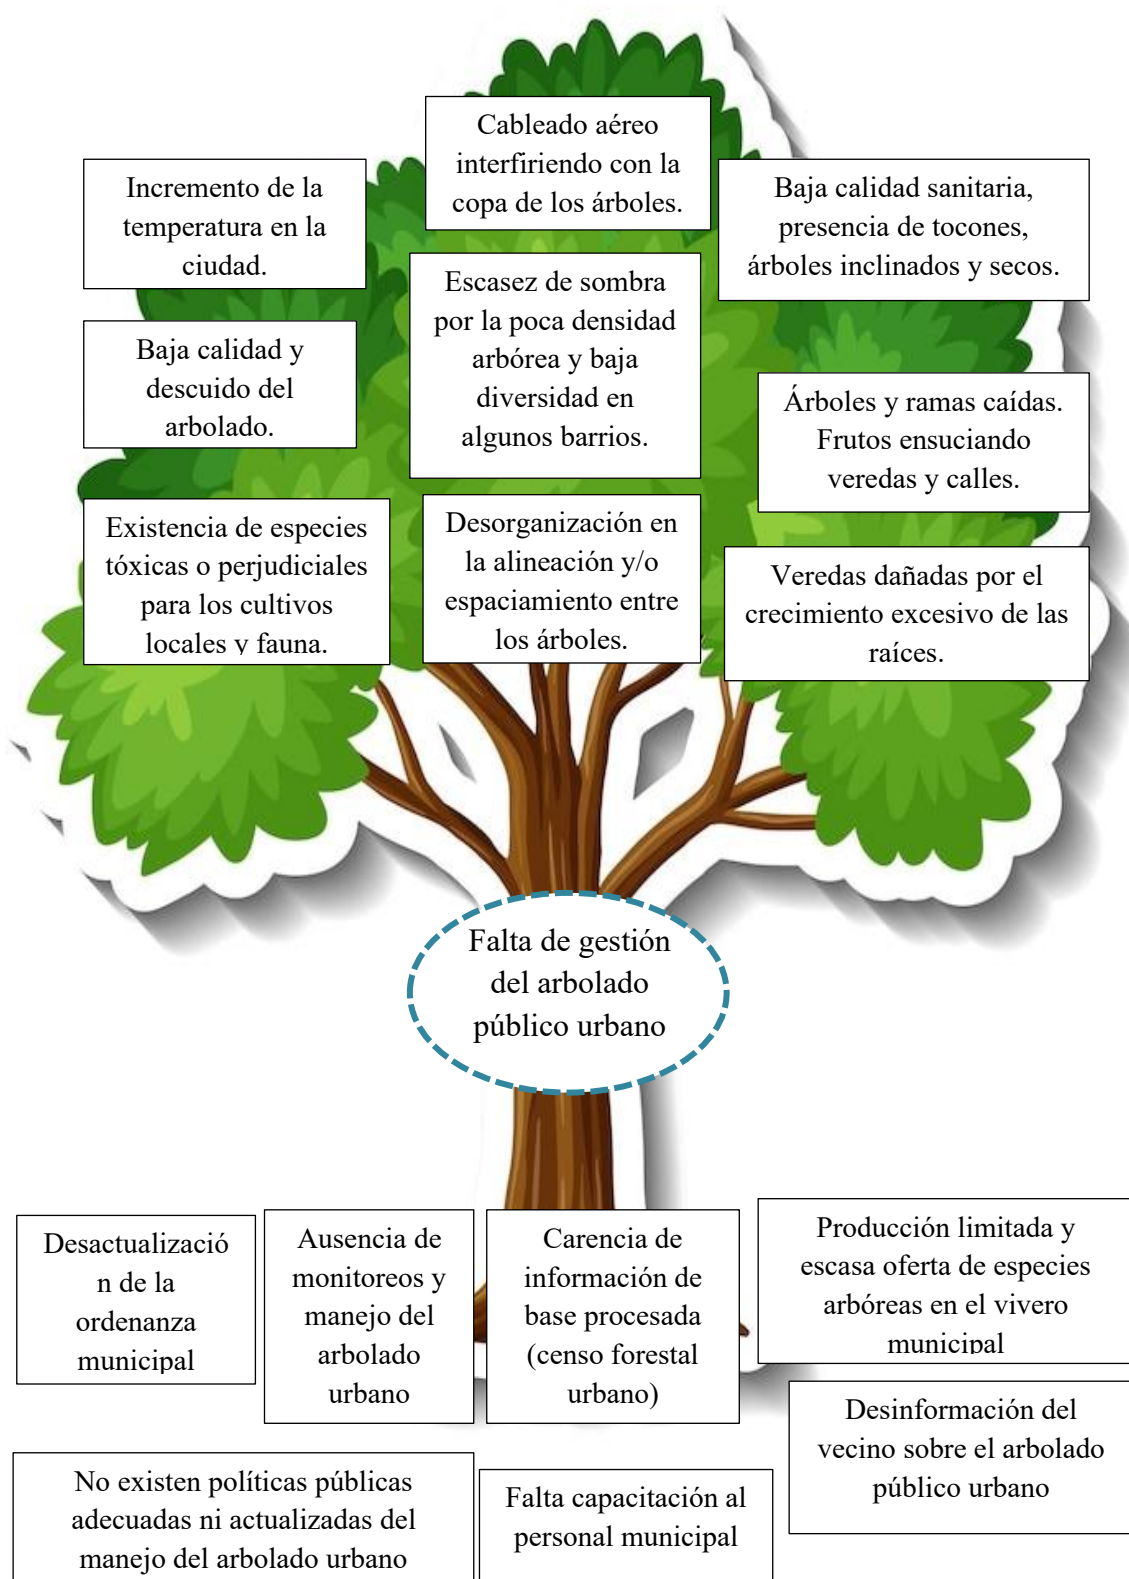 Cableado aéreo
interfiriendo con la
copa de los árboles.
Incremento de la
temperatura en la
ciudad.
Baja calidad sanitaria,
presencia de tocones,
árboles inclinados y secos.
Escasez de sombra
por la poca densidad
arbórea y baja
diversidad en
algunos barrios.
Baja calidad y
descuido del
arbolado.
Árboles y ramas caídas.
Frutos ensuciando
veredas y calles.
Existencia de especies
tóxicas o perjudiciales
para los cultivos
locales y fauna.
Desorganización en
la alineación y/o
espaciamiento entre
los árboles.
Veredas dañadas por el
crecimiento excesivo de las
raíces.
Falta de gestión
del arbolado
público urbano
Desactualizació
n de la
ordenanza
municipal
Ausencia de
monitoreos y
manejo del
arbolado
urbano
Carencia de
información de
base procesada
(censo forestal
urbano)
Producción limitada y
escasa oferta de especies
arbóreas en el vivero
municipal
Desinformación del
vecino sobre el arbolado
público urbano
No existen políticas públicas
adecuadas ni actualizadas del
manejo del arbolado urbano
Falta capacitación al
personal municipal